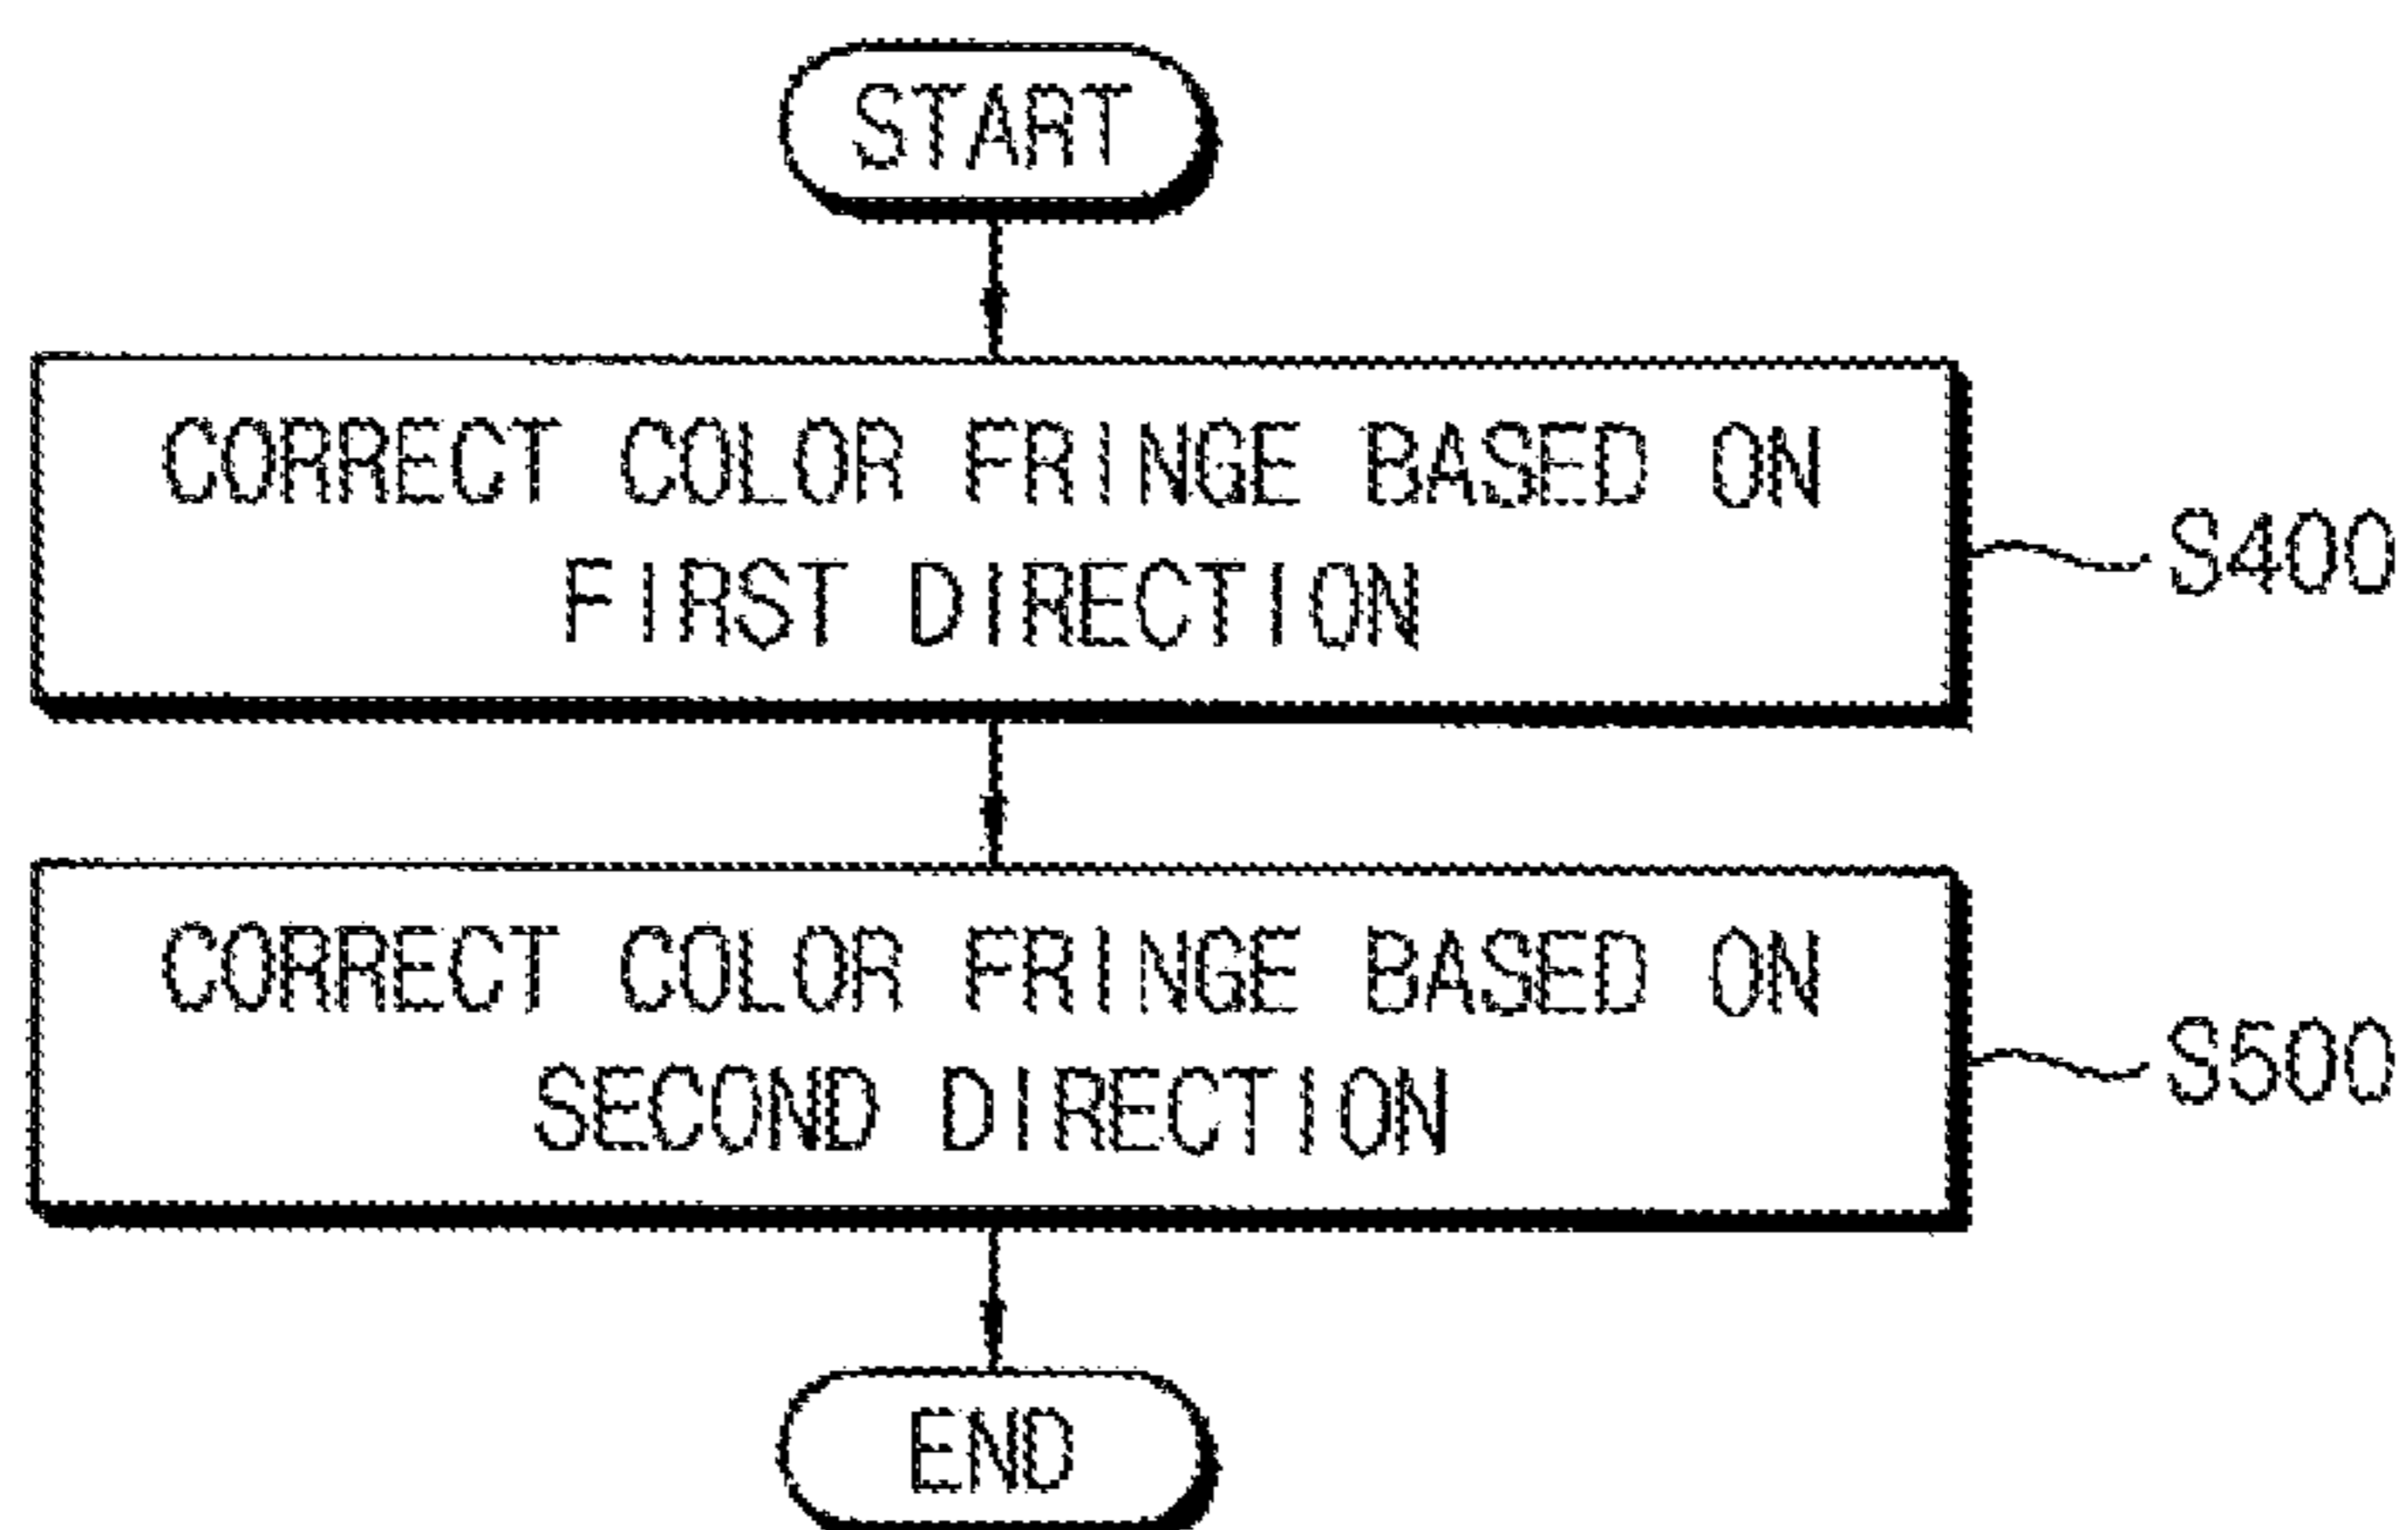 START
CORRECT COLOR FRINGE BASED ON
FIRST DIRECTION
S400
CORRECT COLOR FRINGE BASED ON
SECOND DIRECTION
S500
END